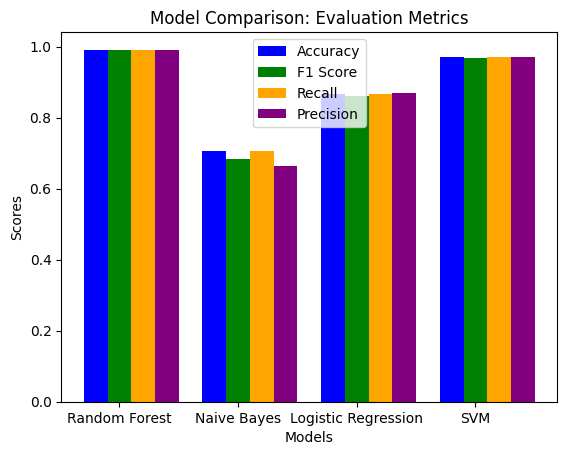 Model Comparison: Evaluation Metrics
Accuracy
F1 Score
Recall
Precision
Scores
1.0
0.8
0.6
0.4
0.2
0.0
Random Forest
Naive Bayes
Logistic Regression
SVM
Models